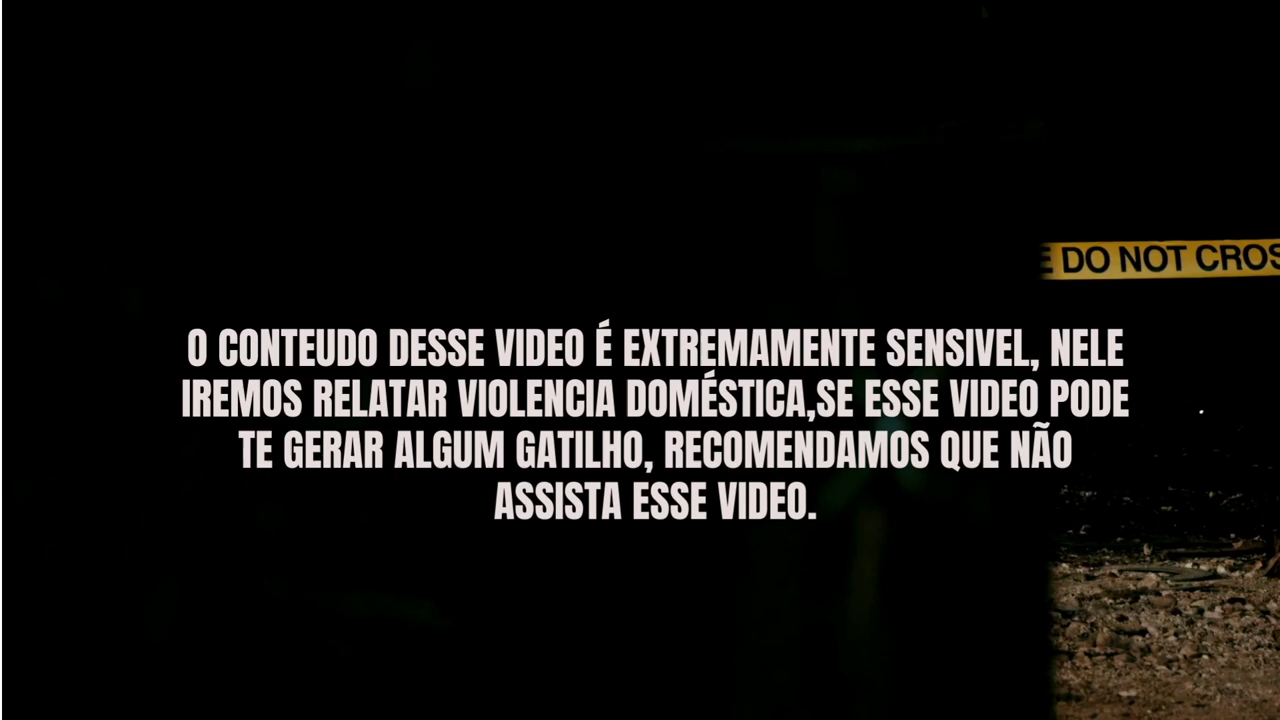 E DO NOT CROS
O CONTEUDO DESSE VIDEO É EXTREMAMENTE SENSIVEL, NELE
IREMOS RELATAR VIOLENCIA DOMÉSTICA,SE ESSE VIDEO PODE
TE GERAR ALGUM GATILHO, RECOMENDAMOS QUE NÃO
ASSISTA ESSE VIDEO.